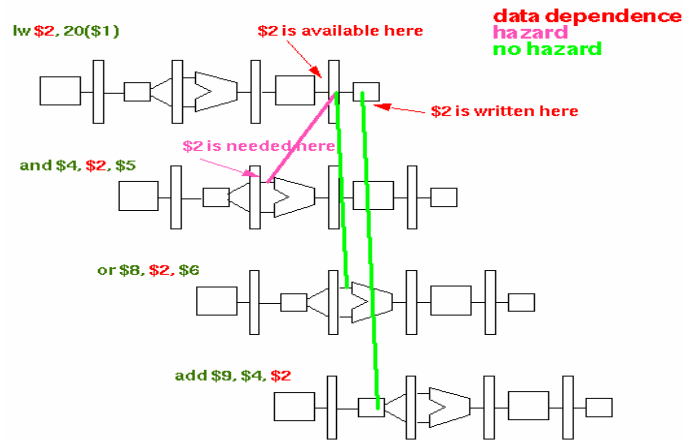 data dependence
hazard
no hazard
lw $2, 20($1)
$2 is available here
$2 is written here
$2 is needed here
and $4, $2, $5
or $8, $2, $6
add $9, $4, $2